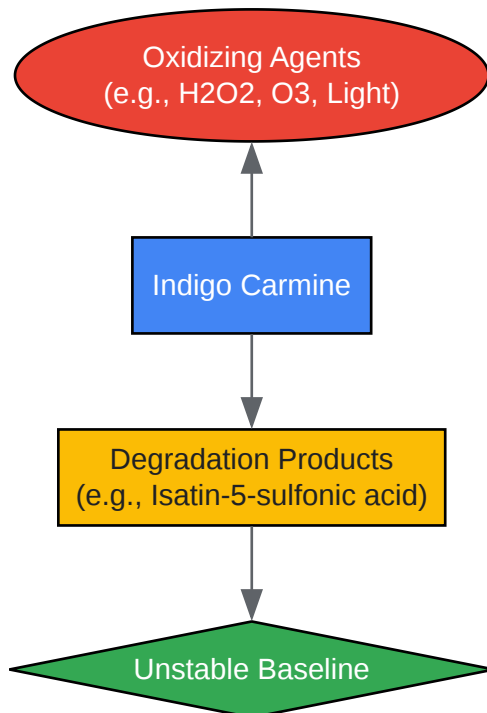 Oxidizing Agents
(e.g., H2O2, O3, Light)
Indigo Carmine
Degradation Products
(e.g., Isatin-5-sulfonic acid)
Unstable Baseline